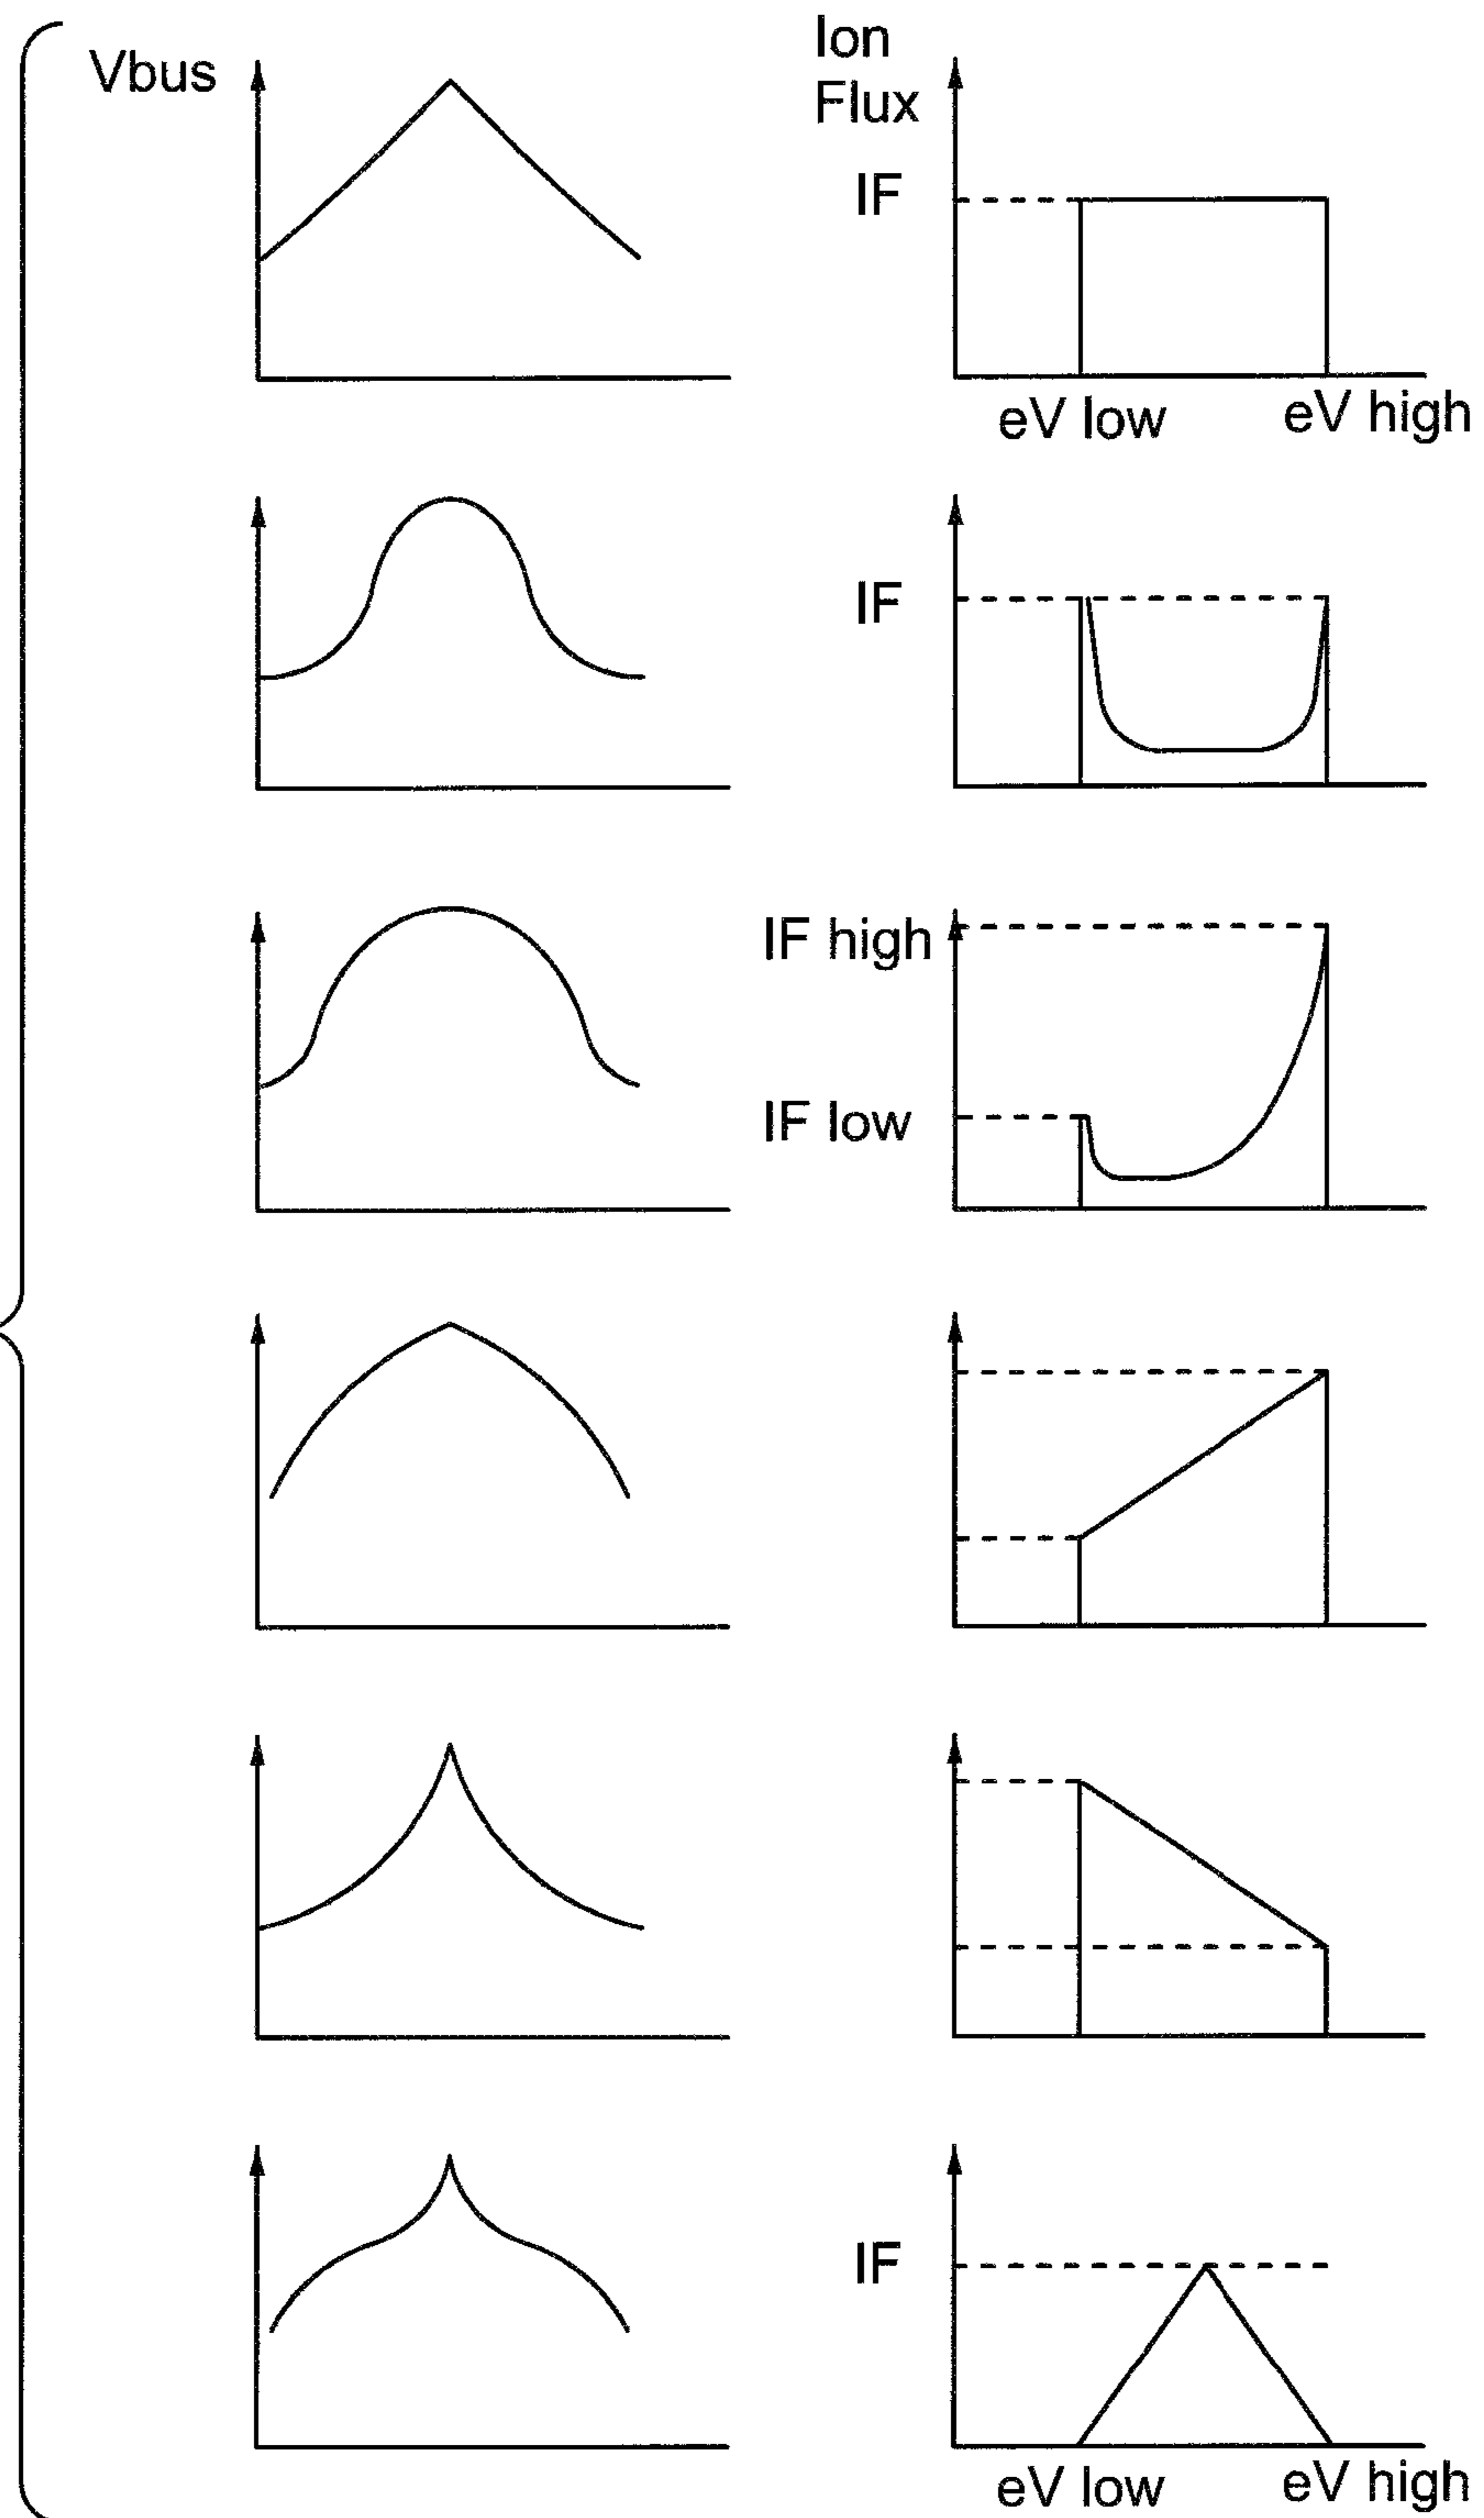 Vbus
Ion
Flux
IF
eV low
eV high
IF
IF high
IF low
IF
eV low
eV high